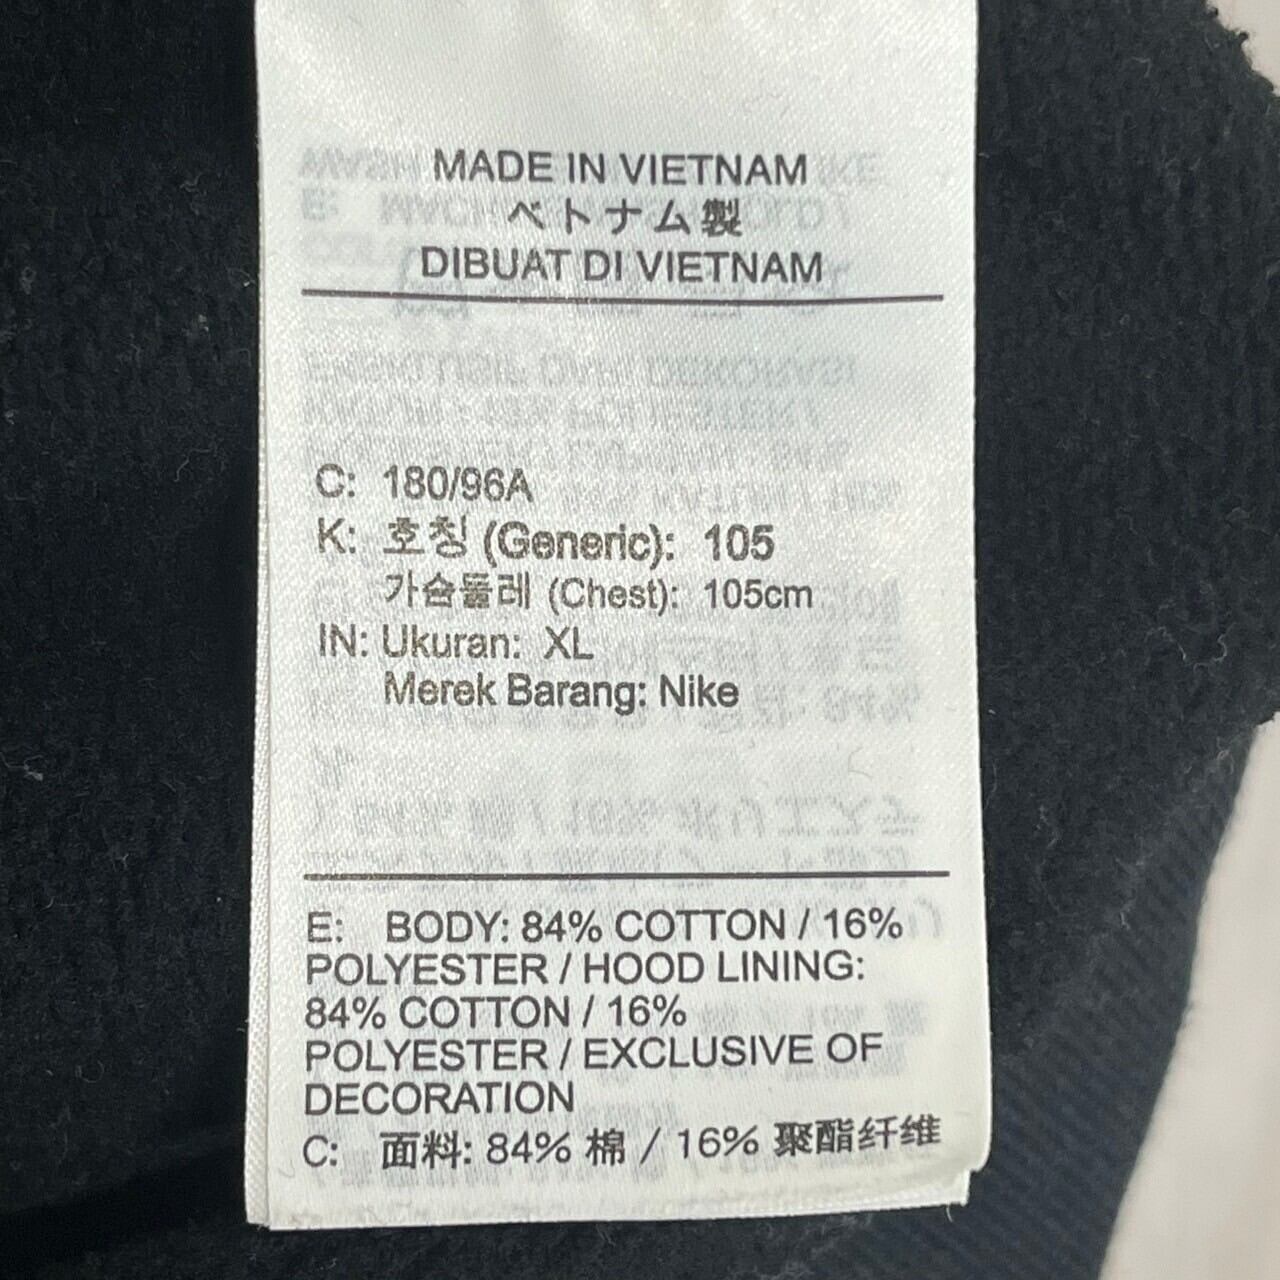 MADE IN VIETNAM
ベトナム製
DIBUAT DI VIETNAM
C: 180/96A
K: 호칭 (Generic): 105
가슴둘레 (Chest): 105cm
IN: Ukuran: XL
Merek Barang: Nike
E: BODY: 84% COTTON / 16%
POLYESTER / HOOD LINING:
84% COTTON / 16%
POLYESTER / EXCLUSIVE OF
DECORATION
C: 面料: 84% 棉 / 16% 聚酯纤维